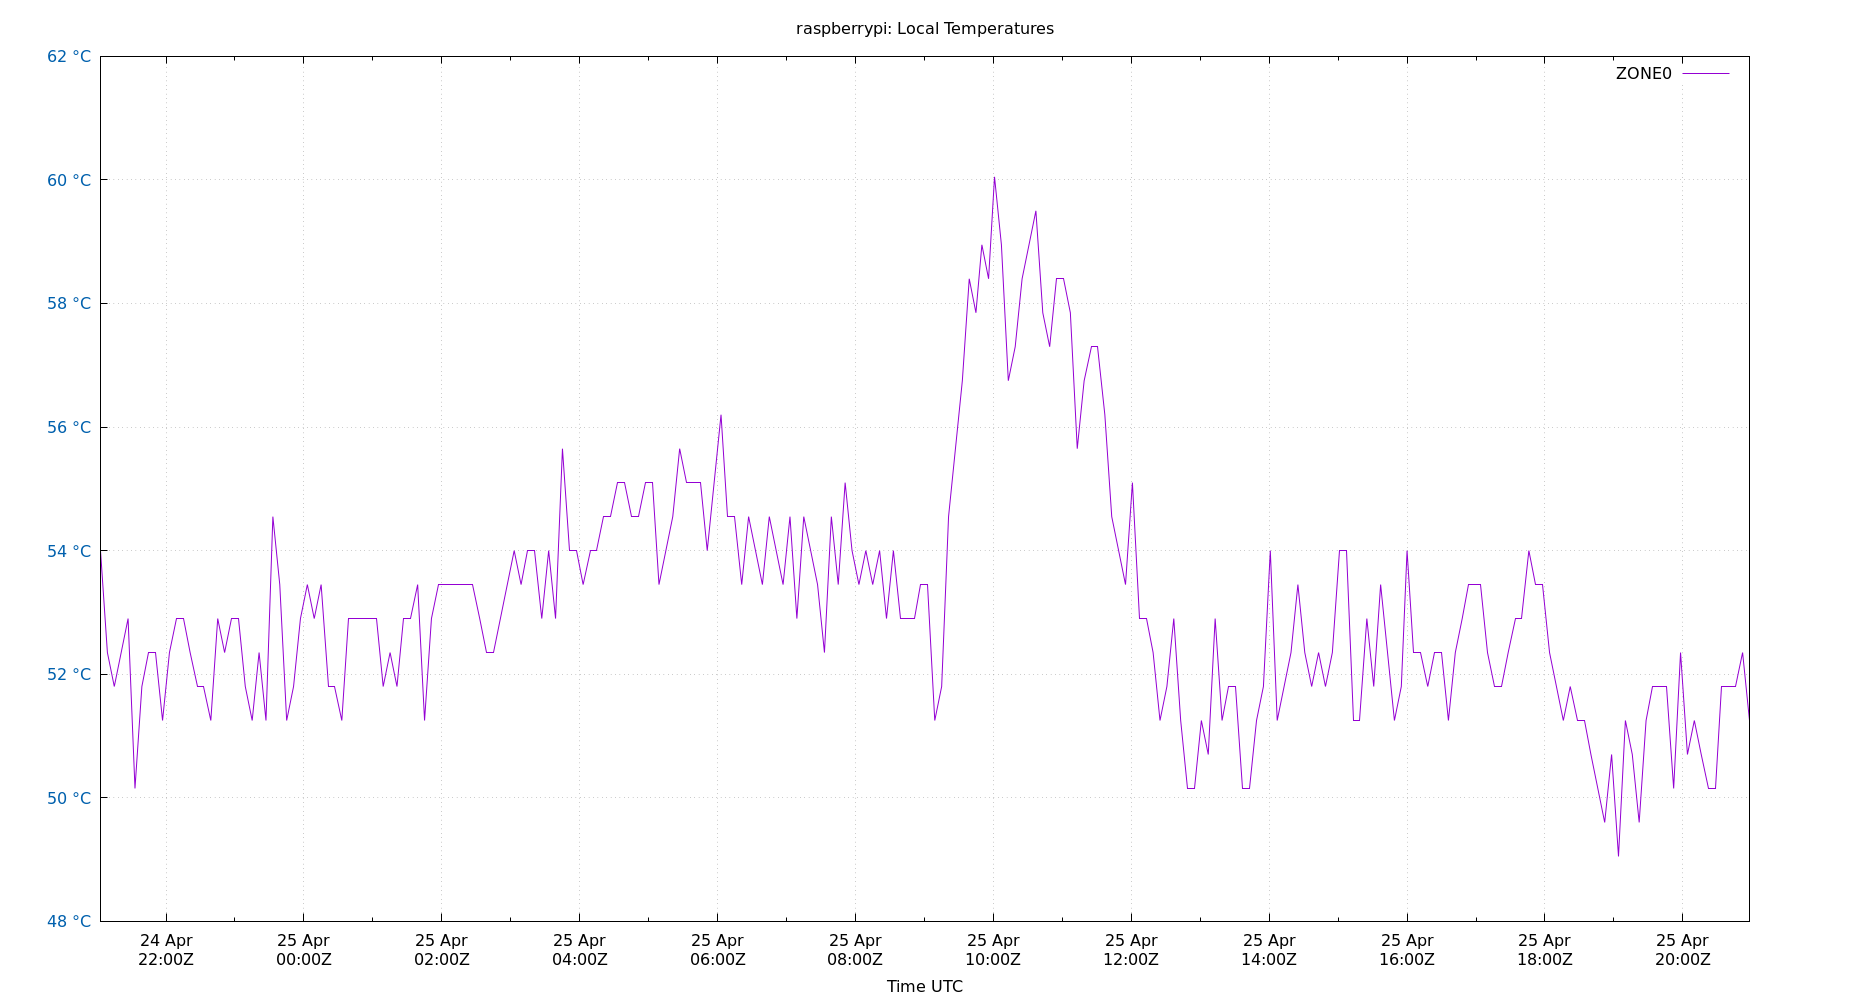 raspberrypi: Local Temperatures
ZONE0
62 °C
60 °C
58 °C
56 °C
54 °C
52 °C
50 °C
48 °C
24 Apr
22:00Z
25 Apr
00:00Z
25 Apr
02:00Z
25 Apr
04:00Z
25 Apr
06:00Z
25 Apr
08:00Z
25 Apr
10:00Z
25 Apr
12:00Z
25 Apr
14:00Z
25 Apr
16:00Z
25 Apr
18:00Z
25 Apr
20:00Z
Time UTC